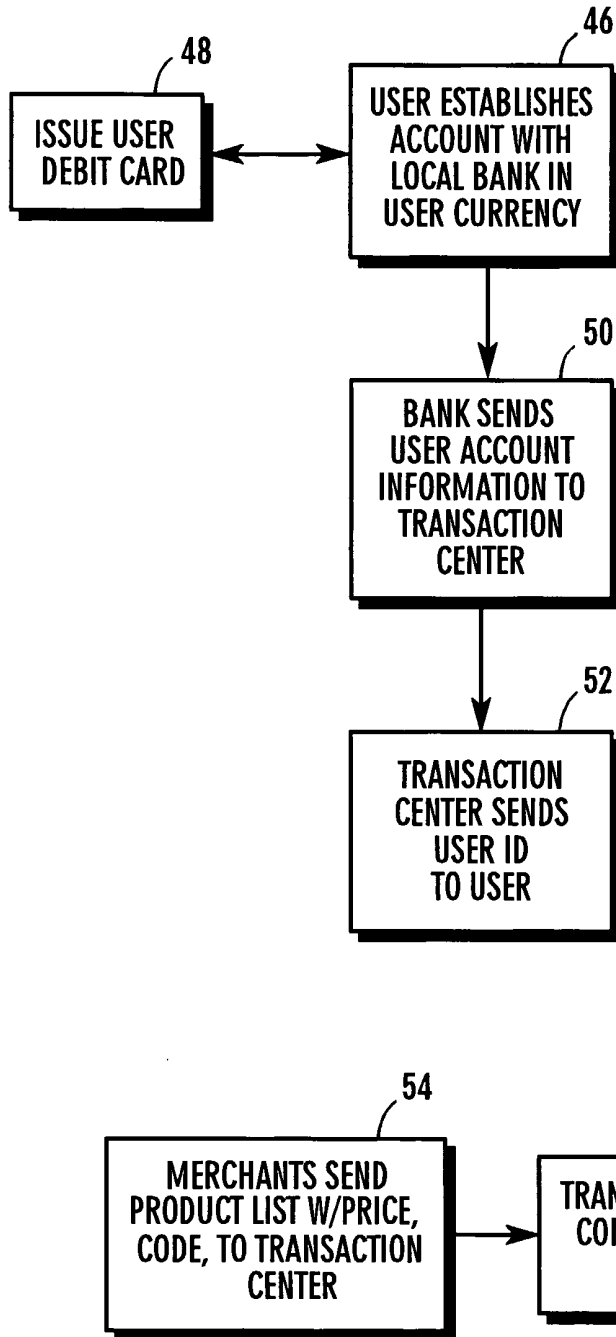 48
ISSUE USER
DEBIT CARD
46
USER ESTABLISHES
ACCOUNT WITH
LOCAL BANK IN
USER CURRENCY
50
BANK SENDS
USER ACCOUNT
INFORMATION TO
TRANSACTION
CENTER
52
TRANSACTION
CENTER SENDS
USER ID
TO USER
54
MERCHANTS SEND
PRODUCT LIST W/PRICE,
CODE, TO TRANSACTION
CENTER